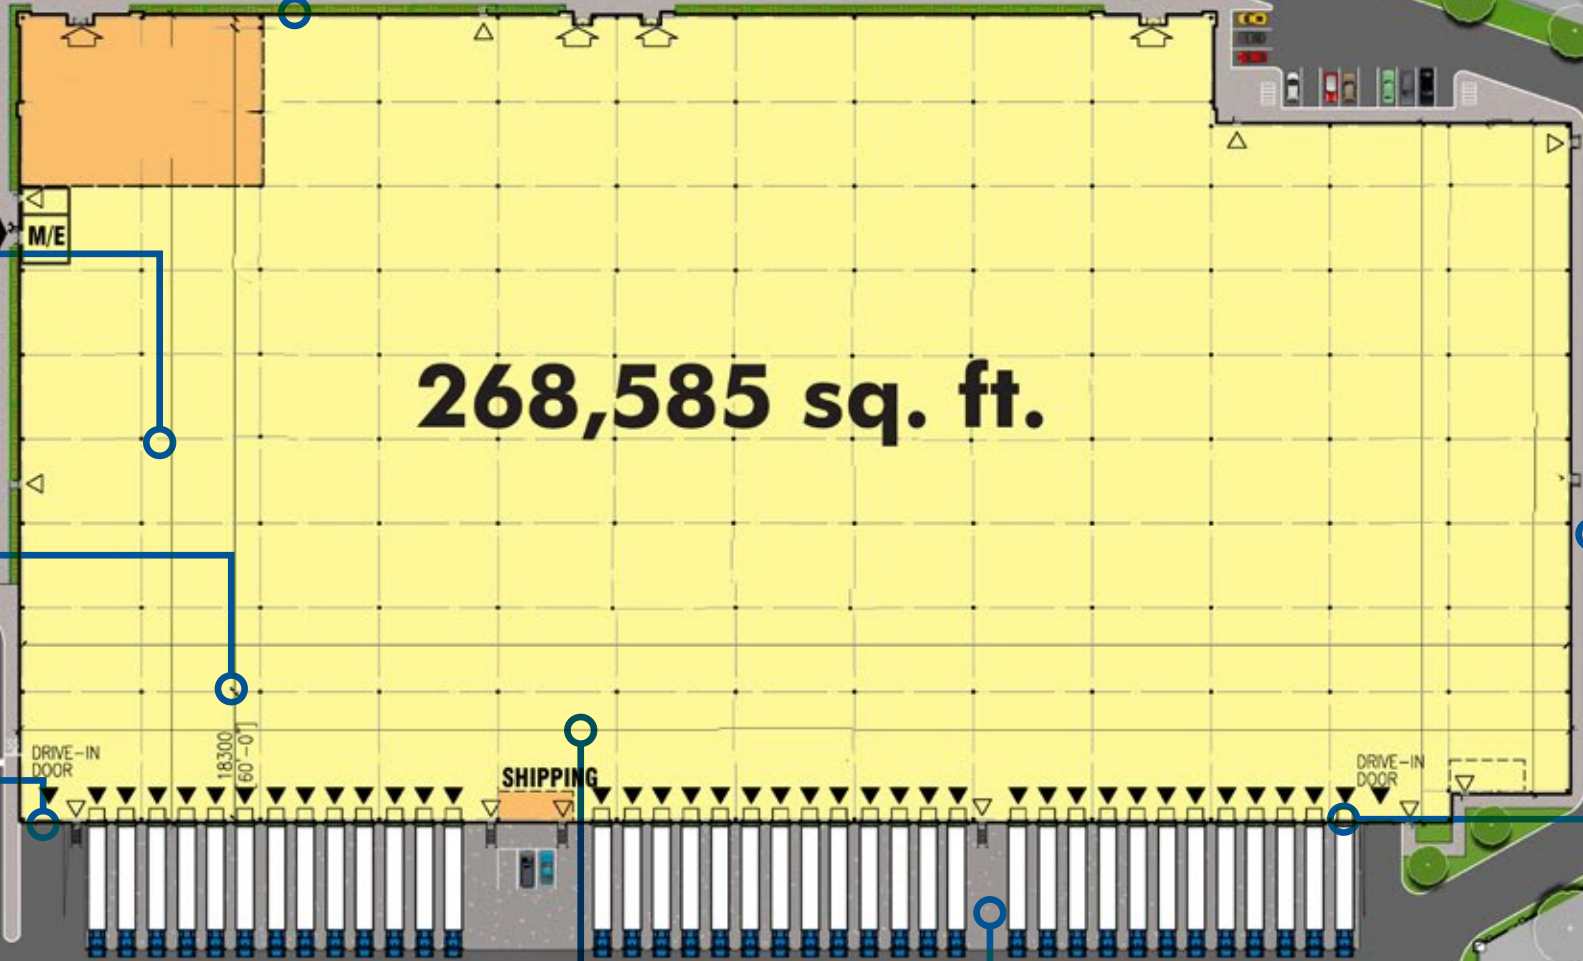 M/E
268,585 sq. ft.
DRIVE-IN
DOOR
18300
[60'-0"]
SHIPPING
DRIVE-IN
DOOR